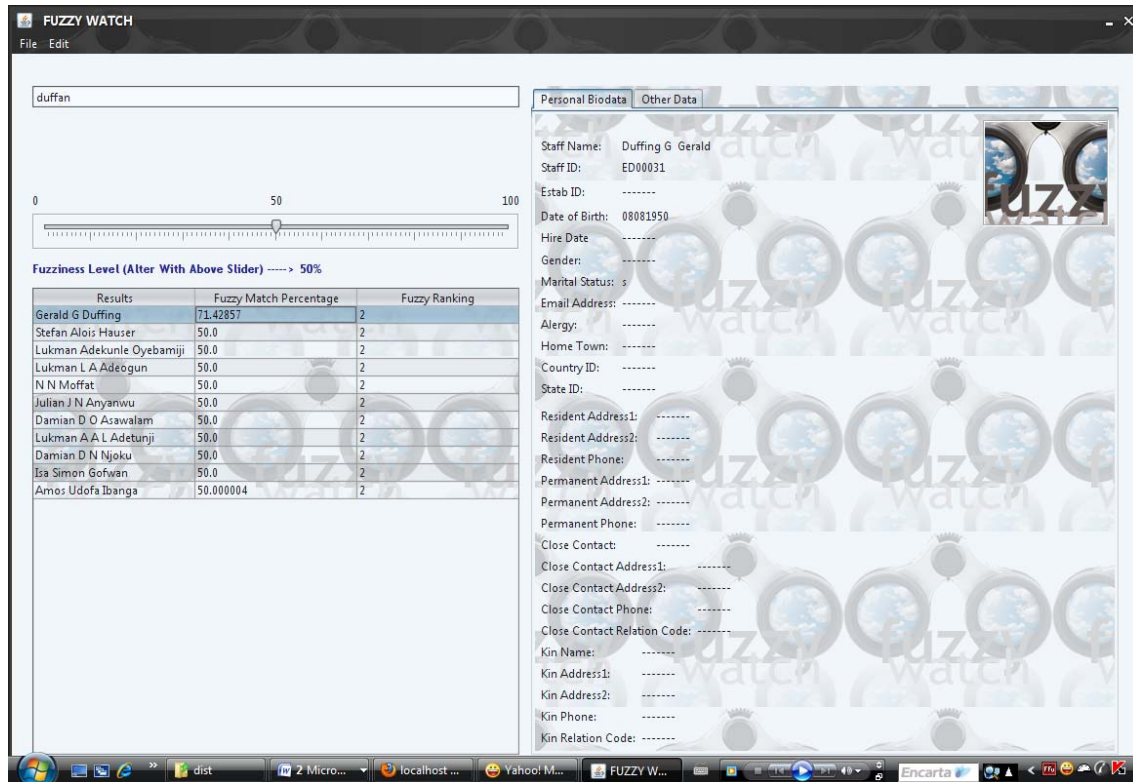 FUZZY WATCH
File Edit
duffan
0 50 100
Fuzziness Level (Alter With Above Slider) -----> 50%
Results Fuzzy Match Percentage Fuzzy Ranking
Gerald G Duffing 71.42857 2
Stefan Alois Hauser 50.0 2
Lukman Adekunle Oyebamiji 50.0 2
Lukman L A Adeogun 50.0 2
N N Moffat 50.0 2
Julian J N Anyanwu 50.0 2
Damian D O Asawalam 50.0 2
Lukman A A L Adetunji 50.0 2
Damian D N Njoku 50.0 2
Isa Simon Gofwan 50.0 2
Amos Udofa Ibanga 50.000004 2
Personal Biodata Other Data
Staff Name: Duffing G Gerald
Staff ID: ED00031
Estab ID: -------
Date of Birth: 08081950
Hire Date -------
Gender: -------
Marital Status: s
Email Address: -------
Alergy: -------
Home Town: -------
Country ID: -------
State ID: -------
Resident Address1: -------
Resident Address2: -------
Resident Phone: -------
Permanent Address1: -------
Permanent Address2: -------
Permanent Phone: -------
Close Contact: -------
Close Contact Address1: -------
Close Contact Address2: -------
Close Contact Phone: -------
Close Contact Relation Code: -------
Kin Name: -------
Kin Address1: -------
Kin Address2: -------
Kin Phone: -------
Kin Relation Code: -------
fuzzy
watch
dist 2 Micro... localhost ... Yahoo! M... FUZZY W... Encarta